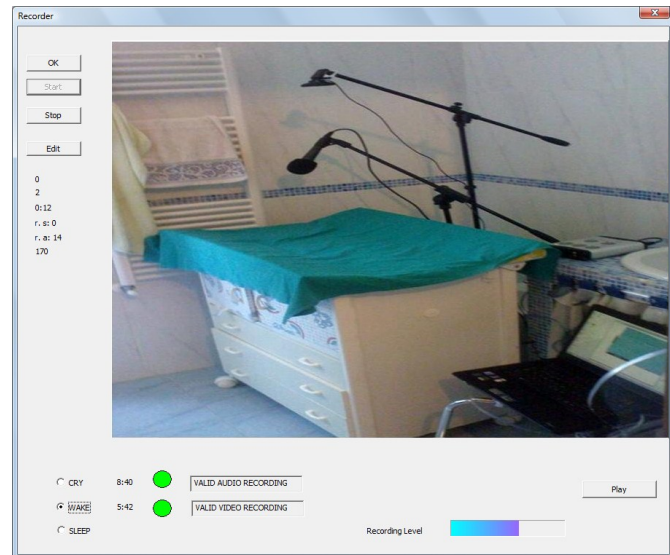 Recorder
OK
Start
Stop
Edit
0
2
0:12
r. s: 0
r. a: 14
170
CRY 8:40 VALID AUDIO RECORDING
WAKE 5:42 VALID VIDEO RECORDING
SLEEP
Play
Recording Level